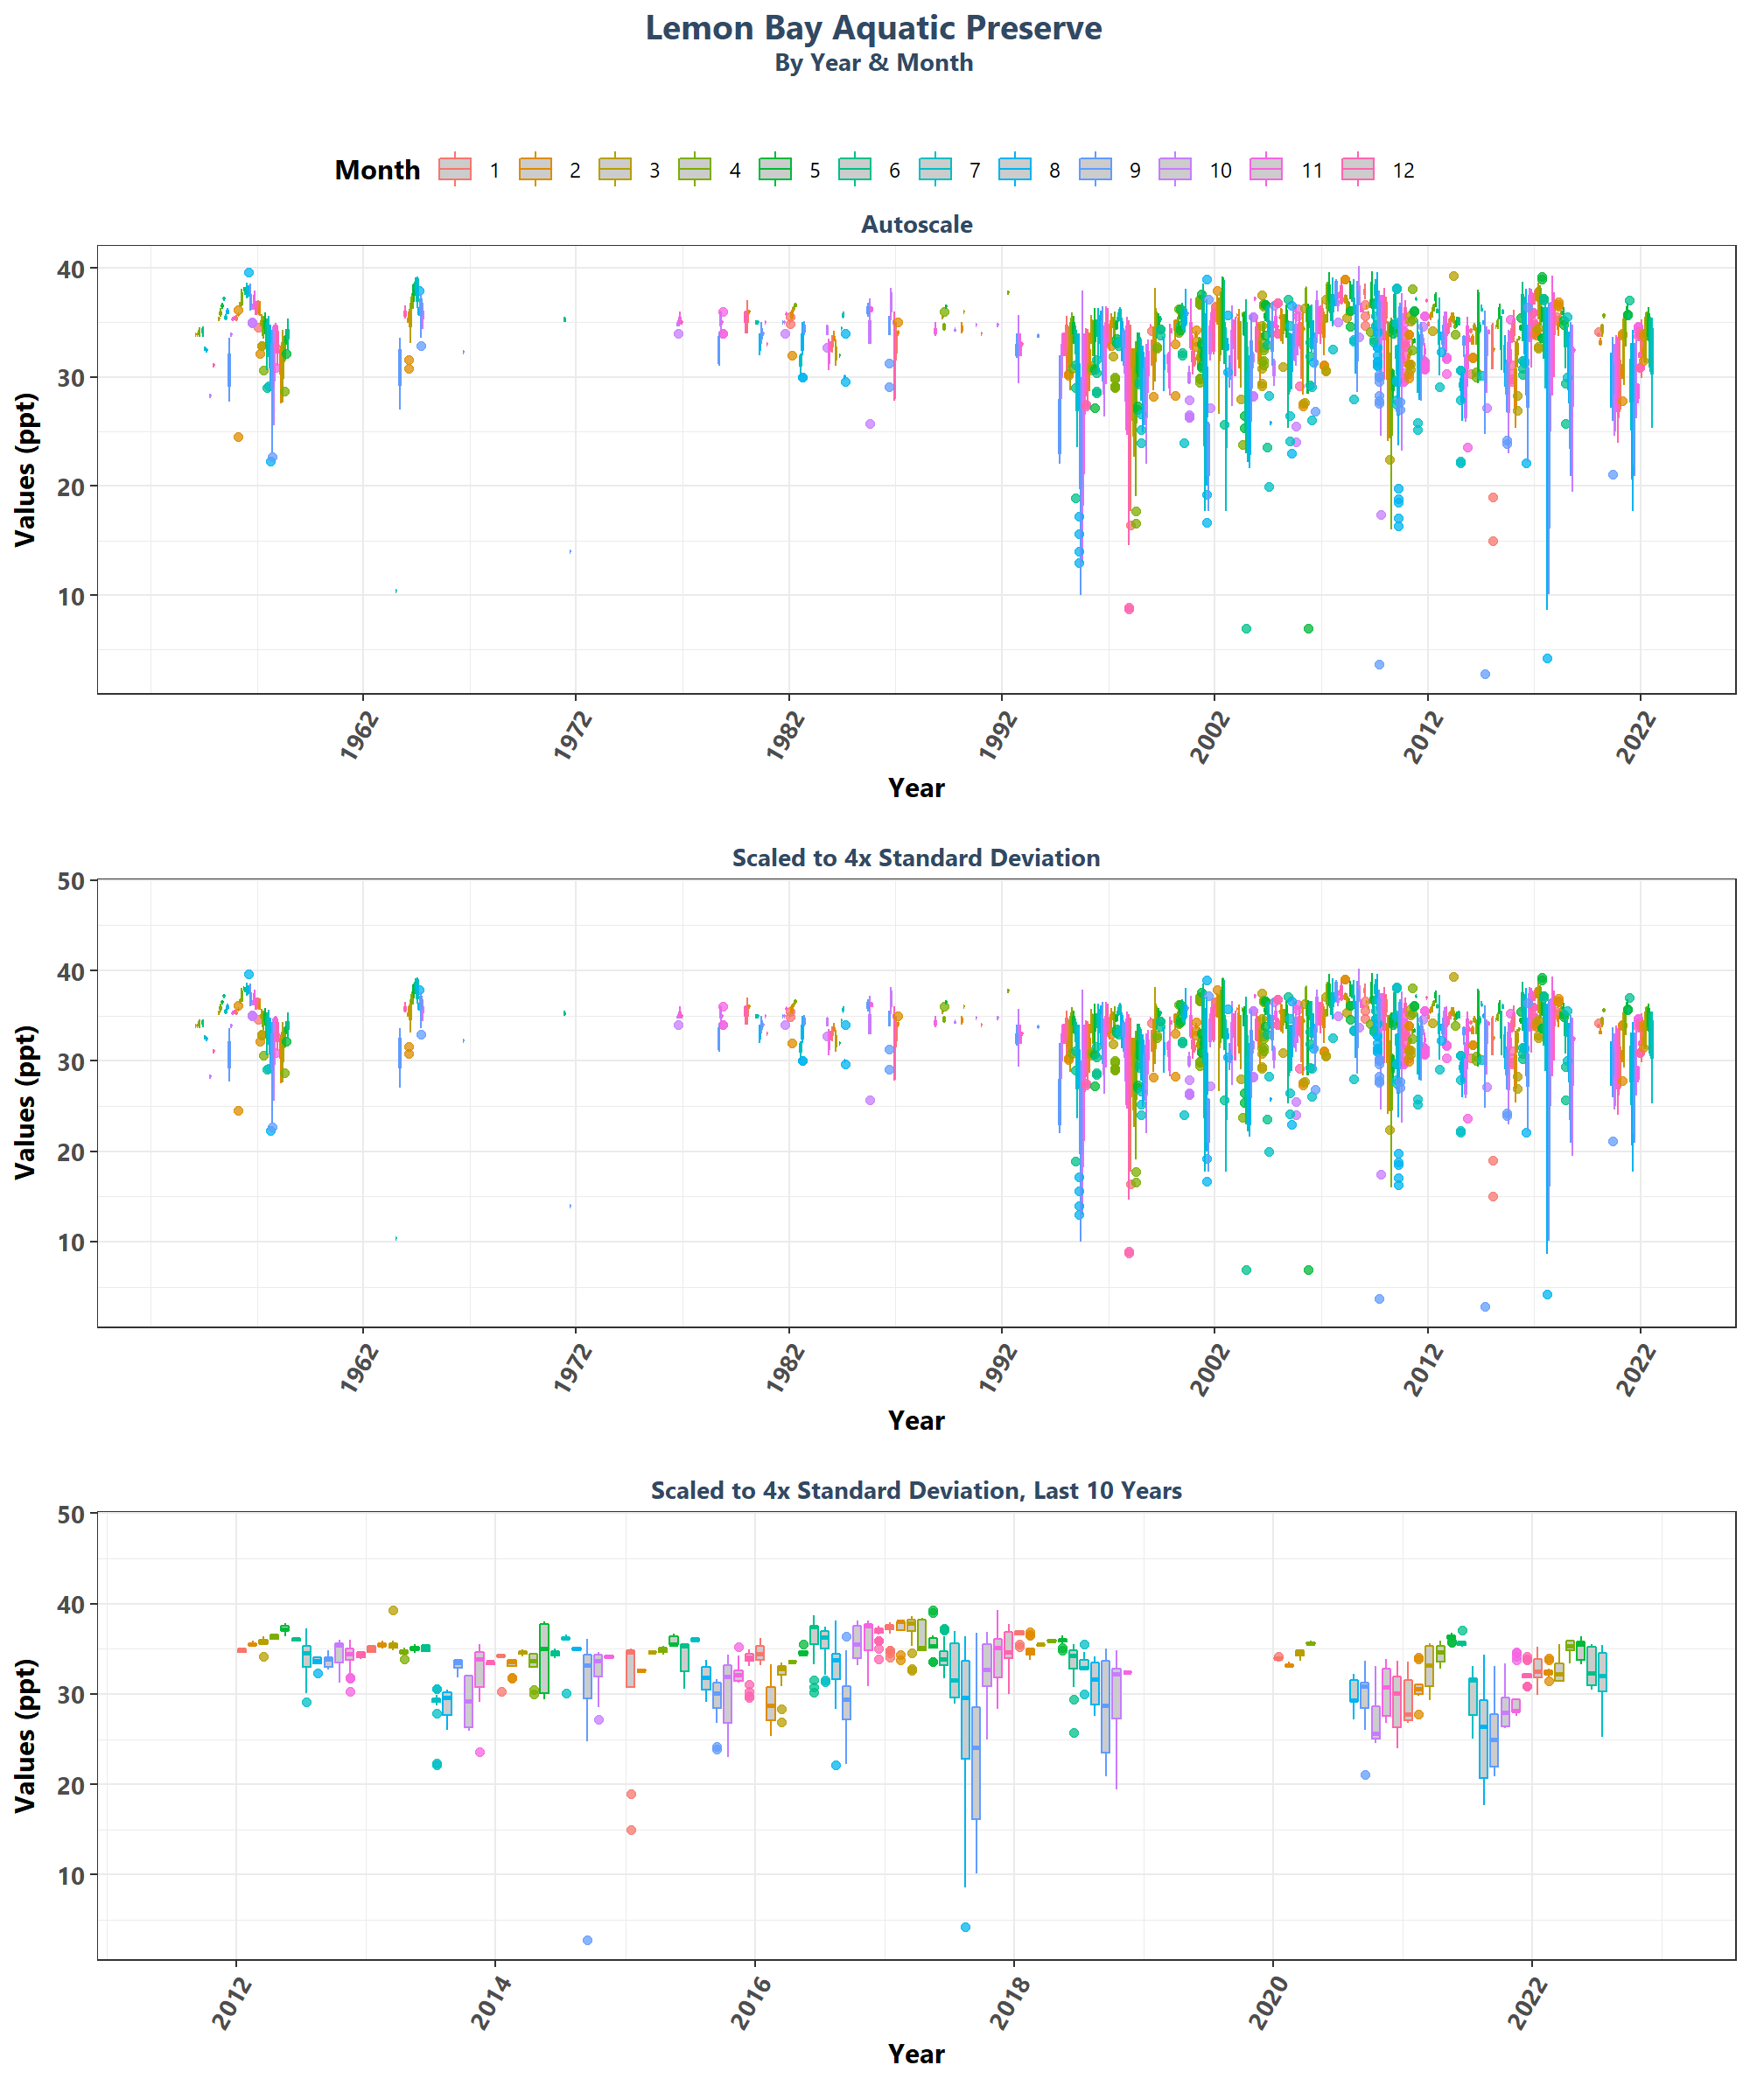 Lemon Bay Aquatic Preserve
By Year & Month
Month 1 2 3 4 5 6 7 8 9 10 11 12
Autoscale
Values (ppt)
40
30
20
10
1962 1972 1982 1992 2002 2012 2022
Year
Scaled to 4x Standard Deviation
Values (ppt)
50
40
30
20
10
1962 1972 1982 1992 2002 2012 2022
Year
Scaled to 4x Standard Deviation, Last 10 Years
Values (ppt)
50
40
30
20
10
2012 2014 2016 2018 2020 2022
Year